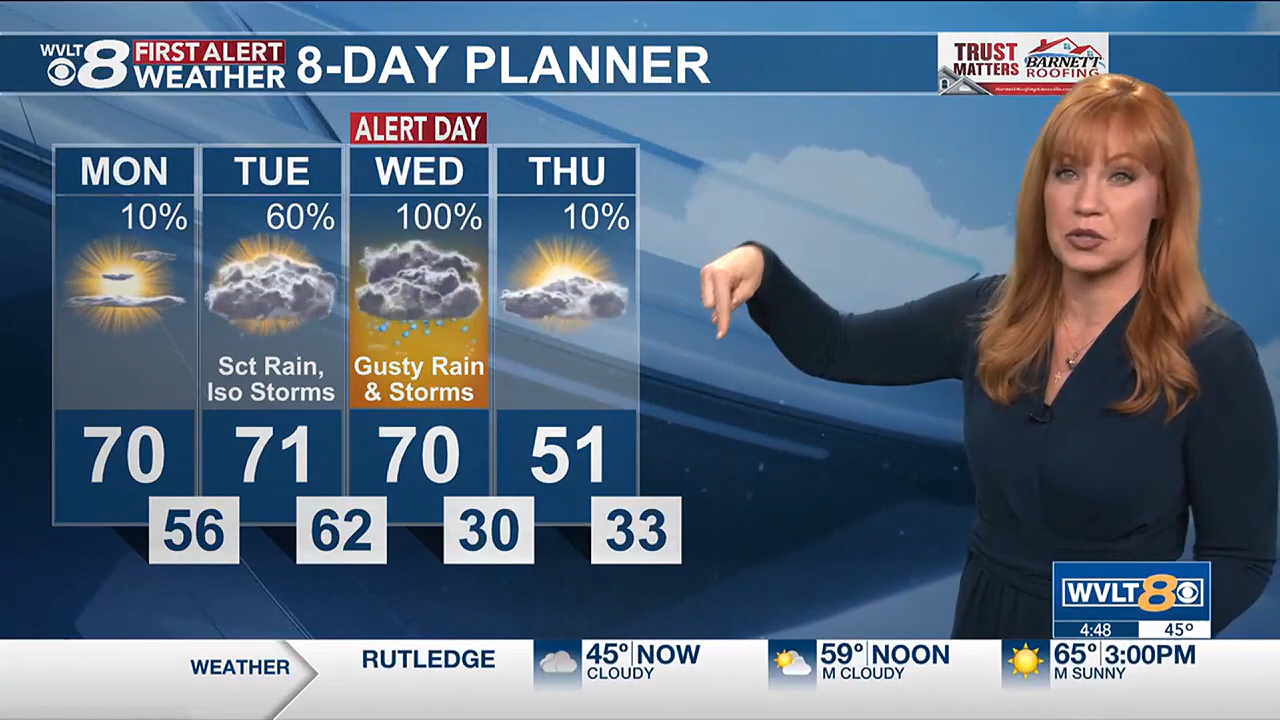 WVLT
8
FIRST ALERT
WEATHER
8-DAY PLANNER
TRUST
MATTERS
BARNETT
ROOFING
ALERT DAY
MON
TUE
WED
THU
10%
60%
100%
10%
Sct Rain,
Iso Storms
Gusty Rain
& Storms
70
71
70
51
56
62
30
33
WVLT8
4:48
45°
WEATHER
RUTLEDGE
45° NOW
CLOUDY
59° NOON
M CLOUDY
65° 3:00PM
M SUNNY